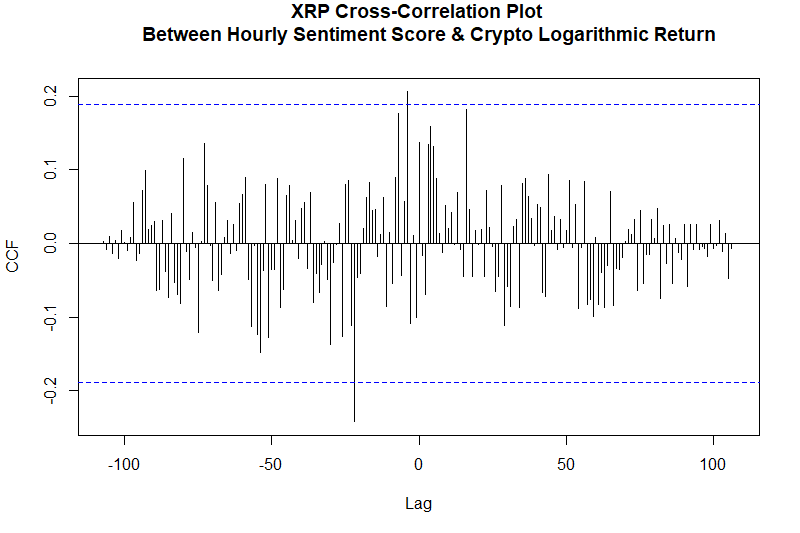 XRP Cross-Correlation Plot
Between Hourly Sentiment Score & Crypto Logarithmic Return
0.2
0.1
0.0
-0.1
-0.2
CCF
-100
-50
0
50
100
Lag